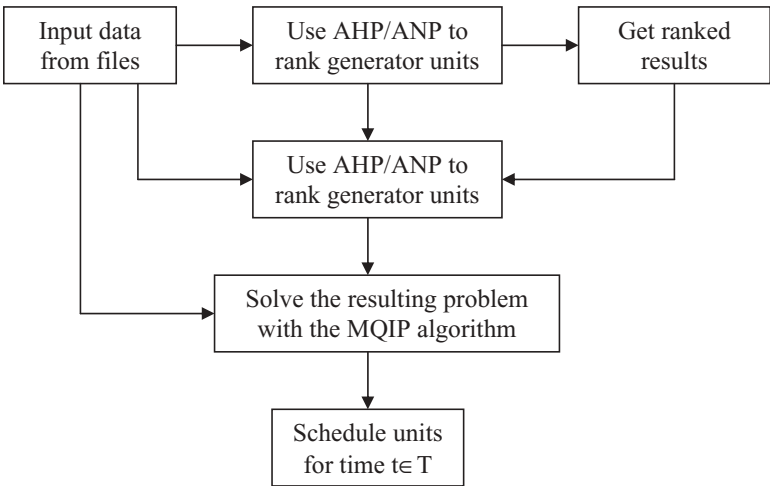 Input data
from files
Use AHP/ANP to
rank generator units
Get ranked
results
Use AHP/ANP to
rank generator units
Solve the resulting problem
with the MQIP algorithm
Schedule units
for time t∈T